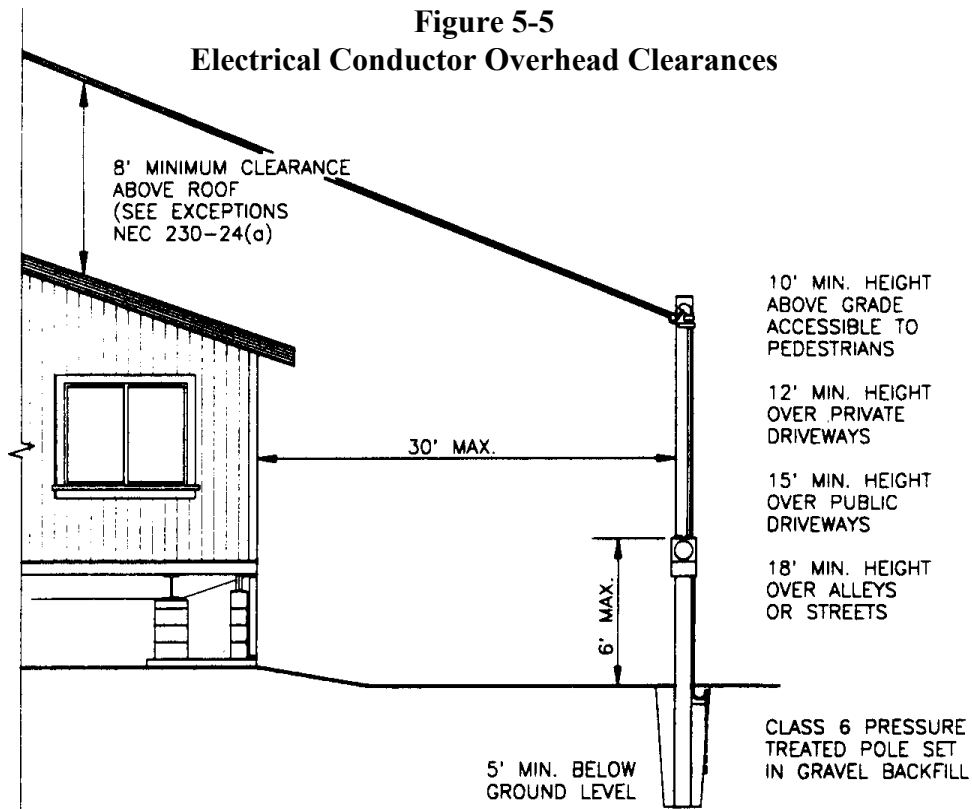 Figure 5-5
Electrical Conductor Overhead Clearances
8' MINIMUM CLEARANCE
ABOVE ROOF
(SEE EXCEPTIONS
NEC 230-24(a)
10' MIN. HEIGHT
ABOVE GRADE
ACCESSIBLE TO
PEDESTRIANS
12' MIN. HEIGHT
OVER PRIVATE
DRIVEWAYS
30' MAX.
15' MIN. HEIGHT
OVER PUBLIC
DRIVEWAYS
18' MIN. HEIGHT
OVER ALLEYS
OR STREETS
6' MAX.
CLASS 6 PRESSURE
TREATED POLE SET
IN GRAVEL BACKFILL
5' MIN. BELOW
GROUND LEVEL